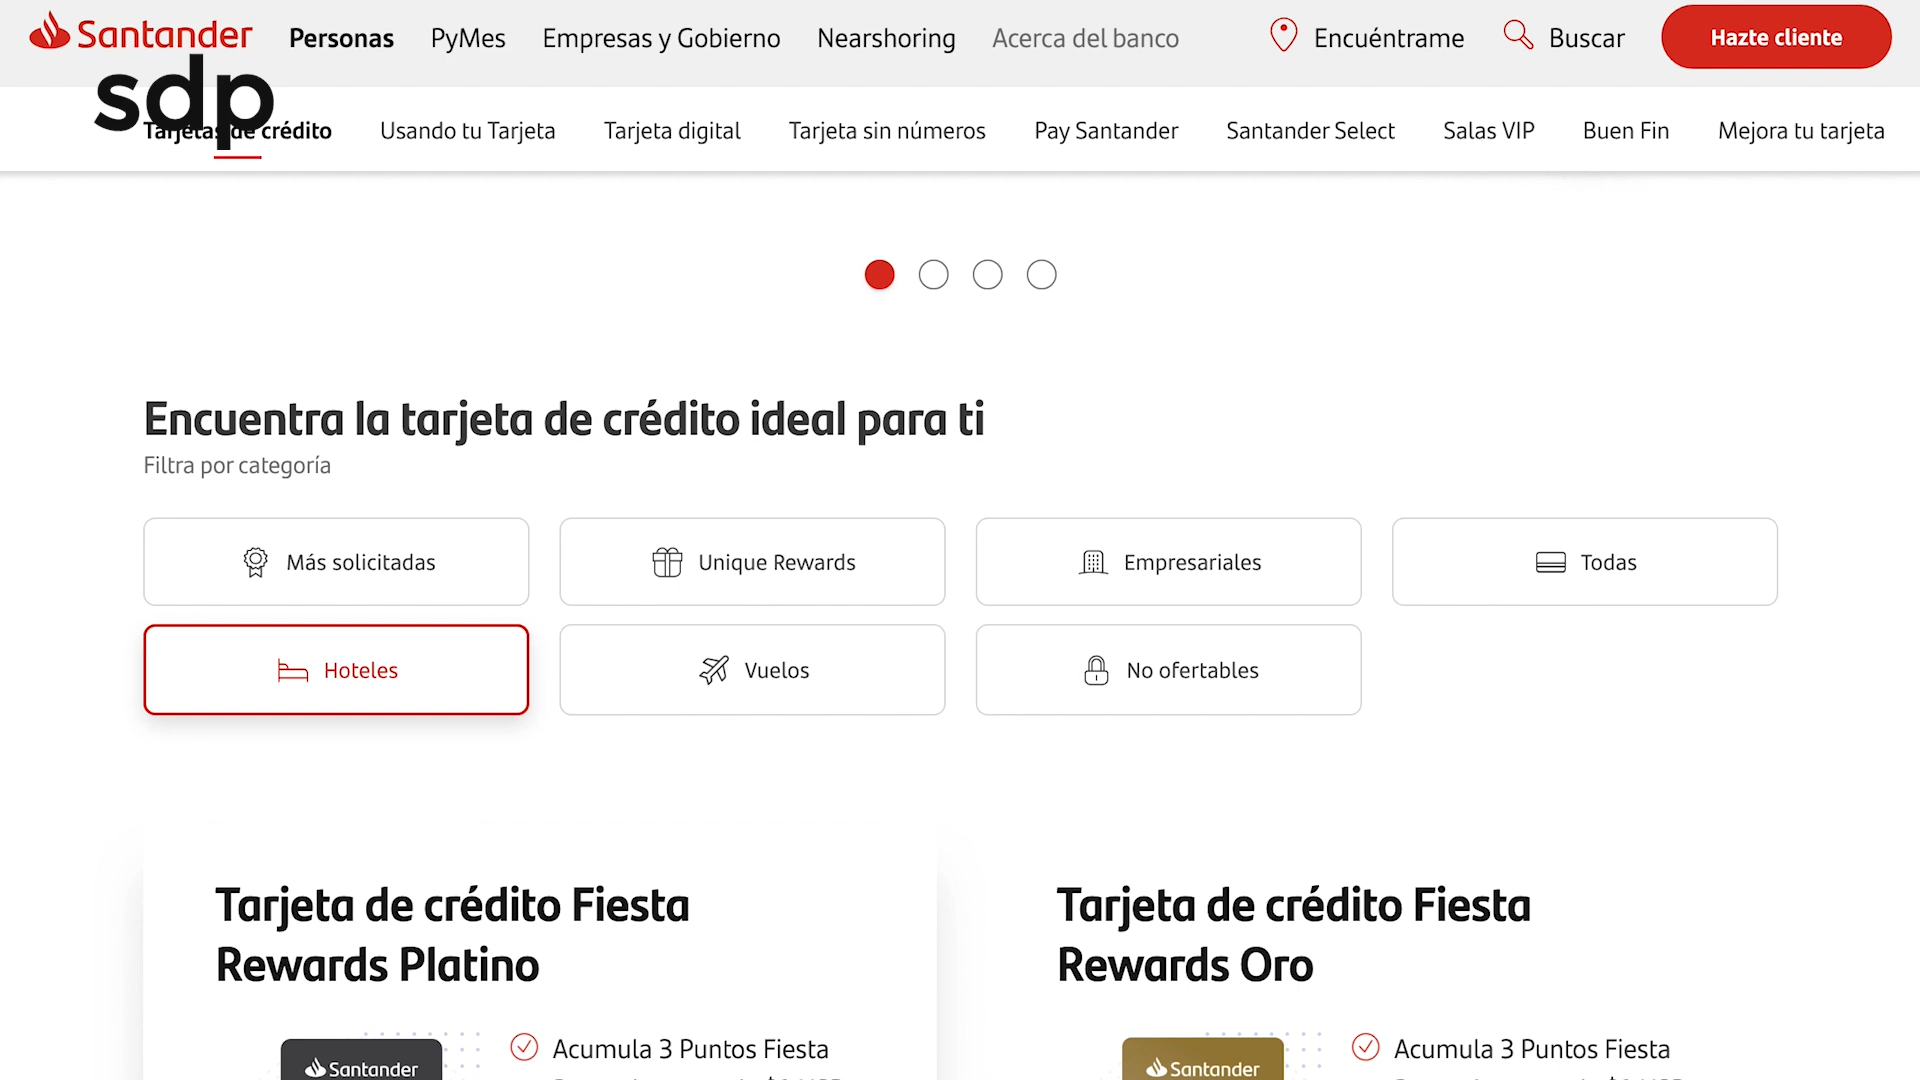 Santander
Personas
PyMes
Empresas y Gobierno
Nearshoring
Acerca del banco
Encuéntrame
Buscar
Hazte cliente
sdp
Tarjetas de crédito
Usando tu Tarjeta
Tarjeta digital
Tarjeta sin números
Pay Santander
Santander Select
Salas VIP
Buen Fin
Mejora tu tarjeta
Encuentra la tarjeta de crédito ideal para ti
Filtra por categoría
Más solicitadas
Unique Rewards
Empresariales
Todas
Hoteles
Vuelos
No ofertables
Tarjeta de crédito Fiesta
Rewards Platino
Santander
Acumula 3 Puntos Fiesta
Tarjeta de crédito Fiesta
Rewards Oro
Santander
Acumula 3 Puntos Fiesta